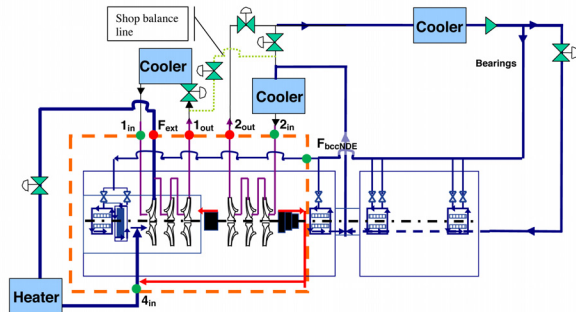 Shop balance
line
Cooler
Cooler
Bearings
Cooler
1in
Fext
1out
2out
2in
FbccNDE
Heater
4in